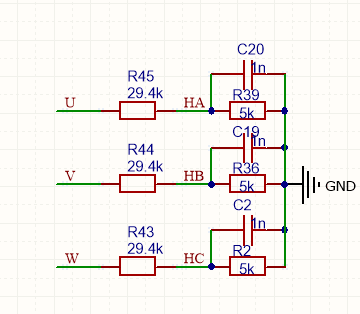 C20
1n
R45
29.4k
R39
U
HA
5k
C19
1n
R44
29.4k
R36
V
HB
5k
GND
C2
1n
R43
29.4k
R2
W
HC
5k